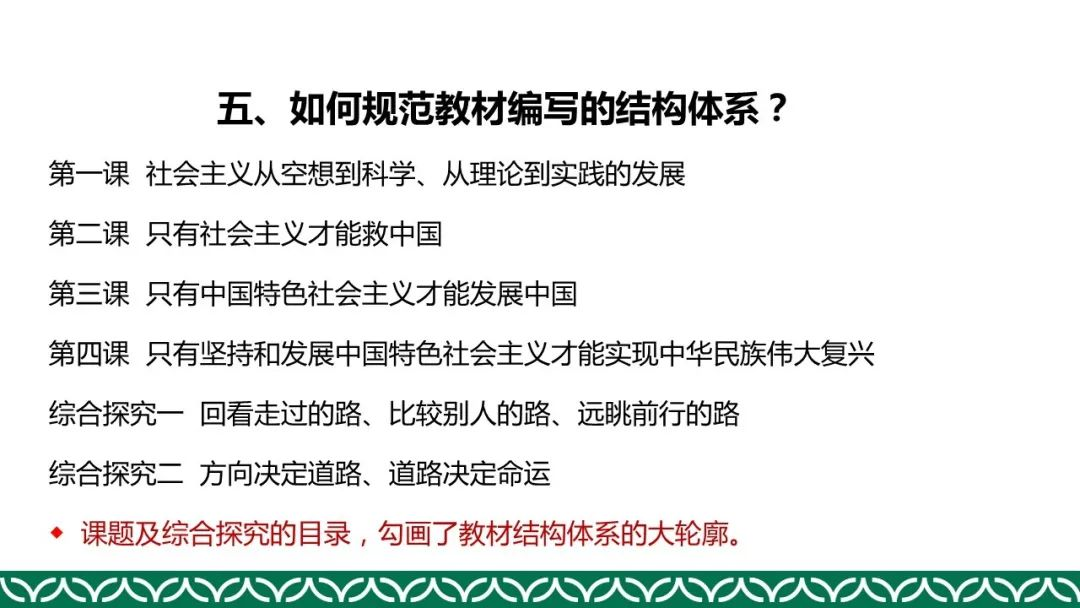 五、如何规范教材编写的结构体系？
第一课 社会主义从空想到科学、从理论到实践的发展
第二课 只有社会主义才能救中国
第三课 只有中国特色社会主义才能发展中国
第四课 只有坚持和发展中国特色社会主义才能实现中华民族伟大复兴
综合探究一 回看走过的路、比较别人的路、远眺前行的路
综合探究二 方向决定道路、道路决定命运
课题及综合探究的目录，勾画了教材结构体系的大轮廓。